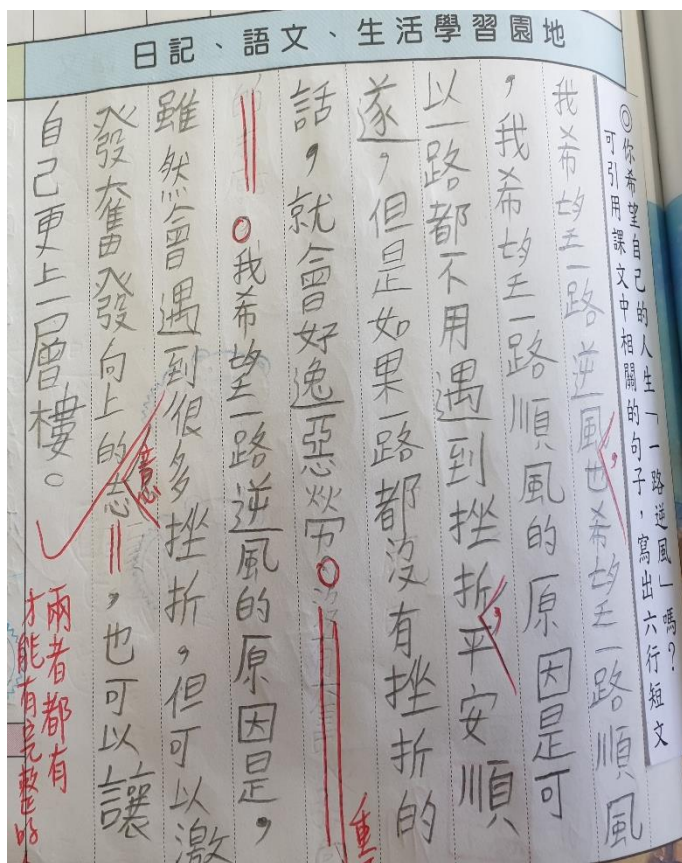 日記、語文、生活學習園地
◎你希望自己的人生「一路逆風」嗎?
可引用課文中相關的句子,寫出六行短文
我希望一路逆風也希望一路順風
,我希望一路順風的原因是可
以一路都不用遇到挫折平安順
遂,但是如果一路都沒有挫折的
話,就會好逸惡勞。
。我希望一路逆風的原因是,
雖然會遇到很多挫折,但可以激
發奮發向上的志,也可以讓
自己更上一層樓。
,
,
意
重
兩者都有
才能有完整的